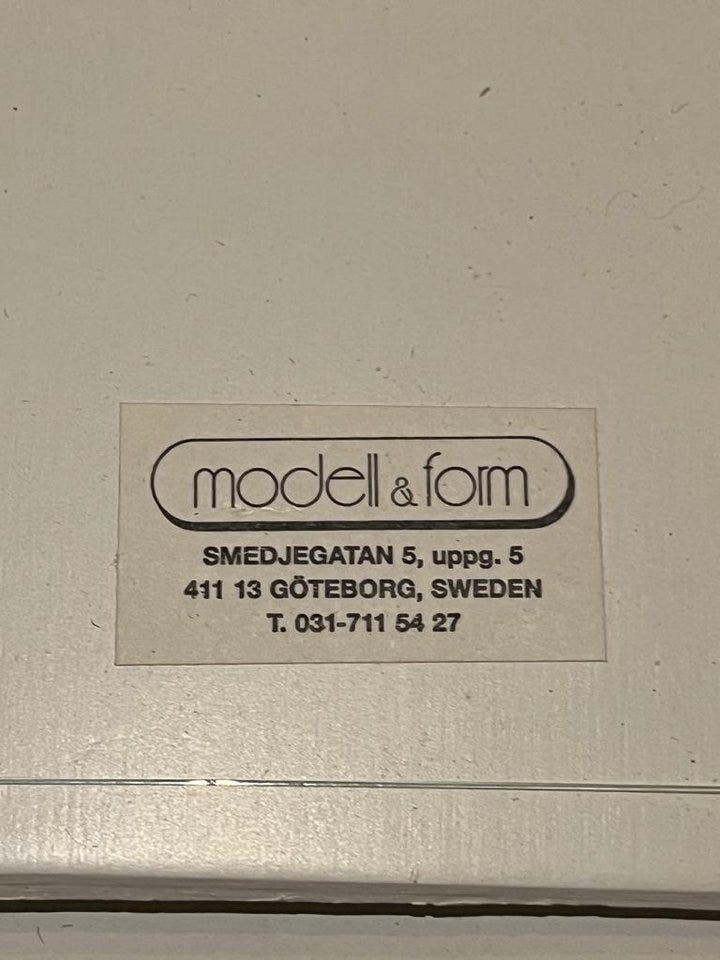 modell & form
SMEDJEGATAN 5, uppg. 5
411 13 GÖTEBORG, SWEDEN
T. 031-711 54 27